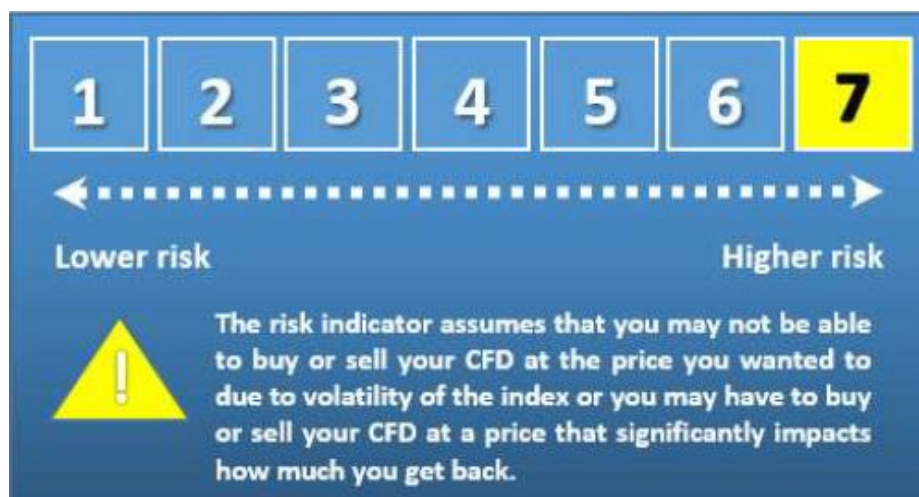 1 2 3 4 5 6 7
Lower risk Higher risk
!
The risk indicator assumes that you may not be able
to buy or sell your CFD at the price you wanted to
due to volatility of the index or you may have to buy
or sell your CFD at a price that significantly impacts
how much you get back.